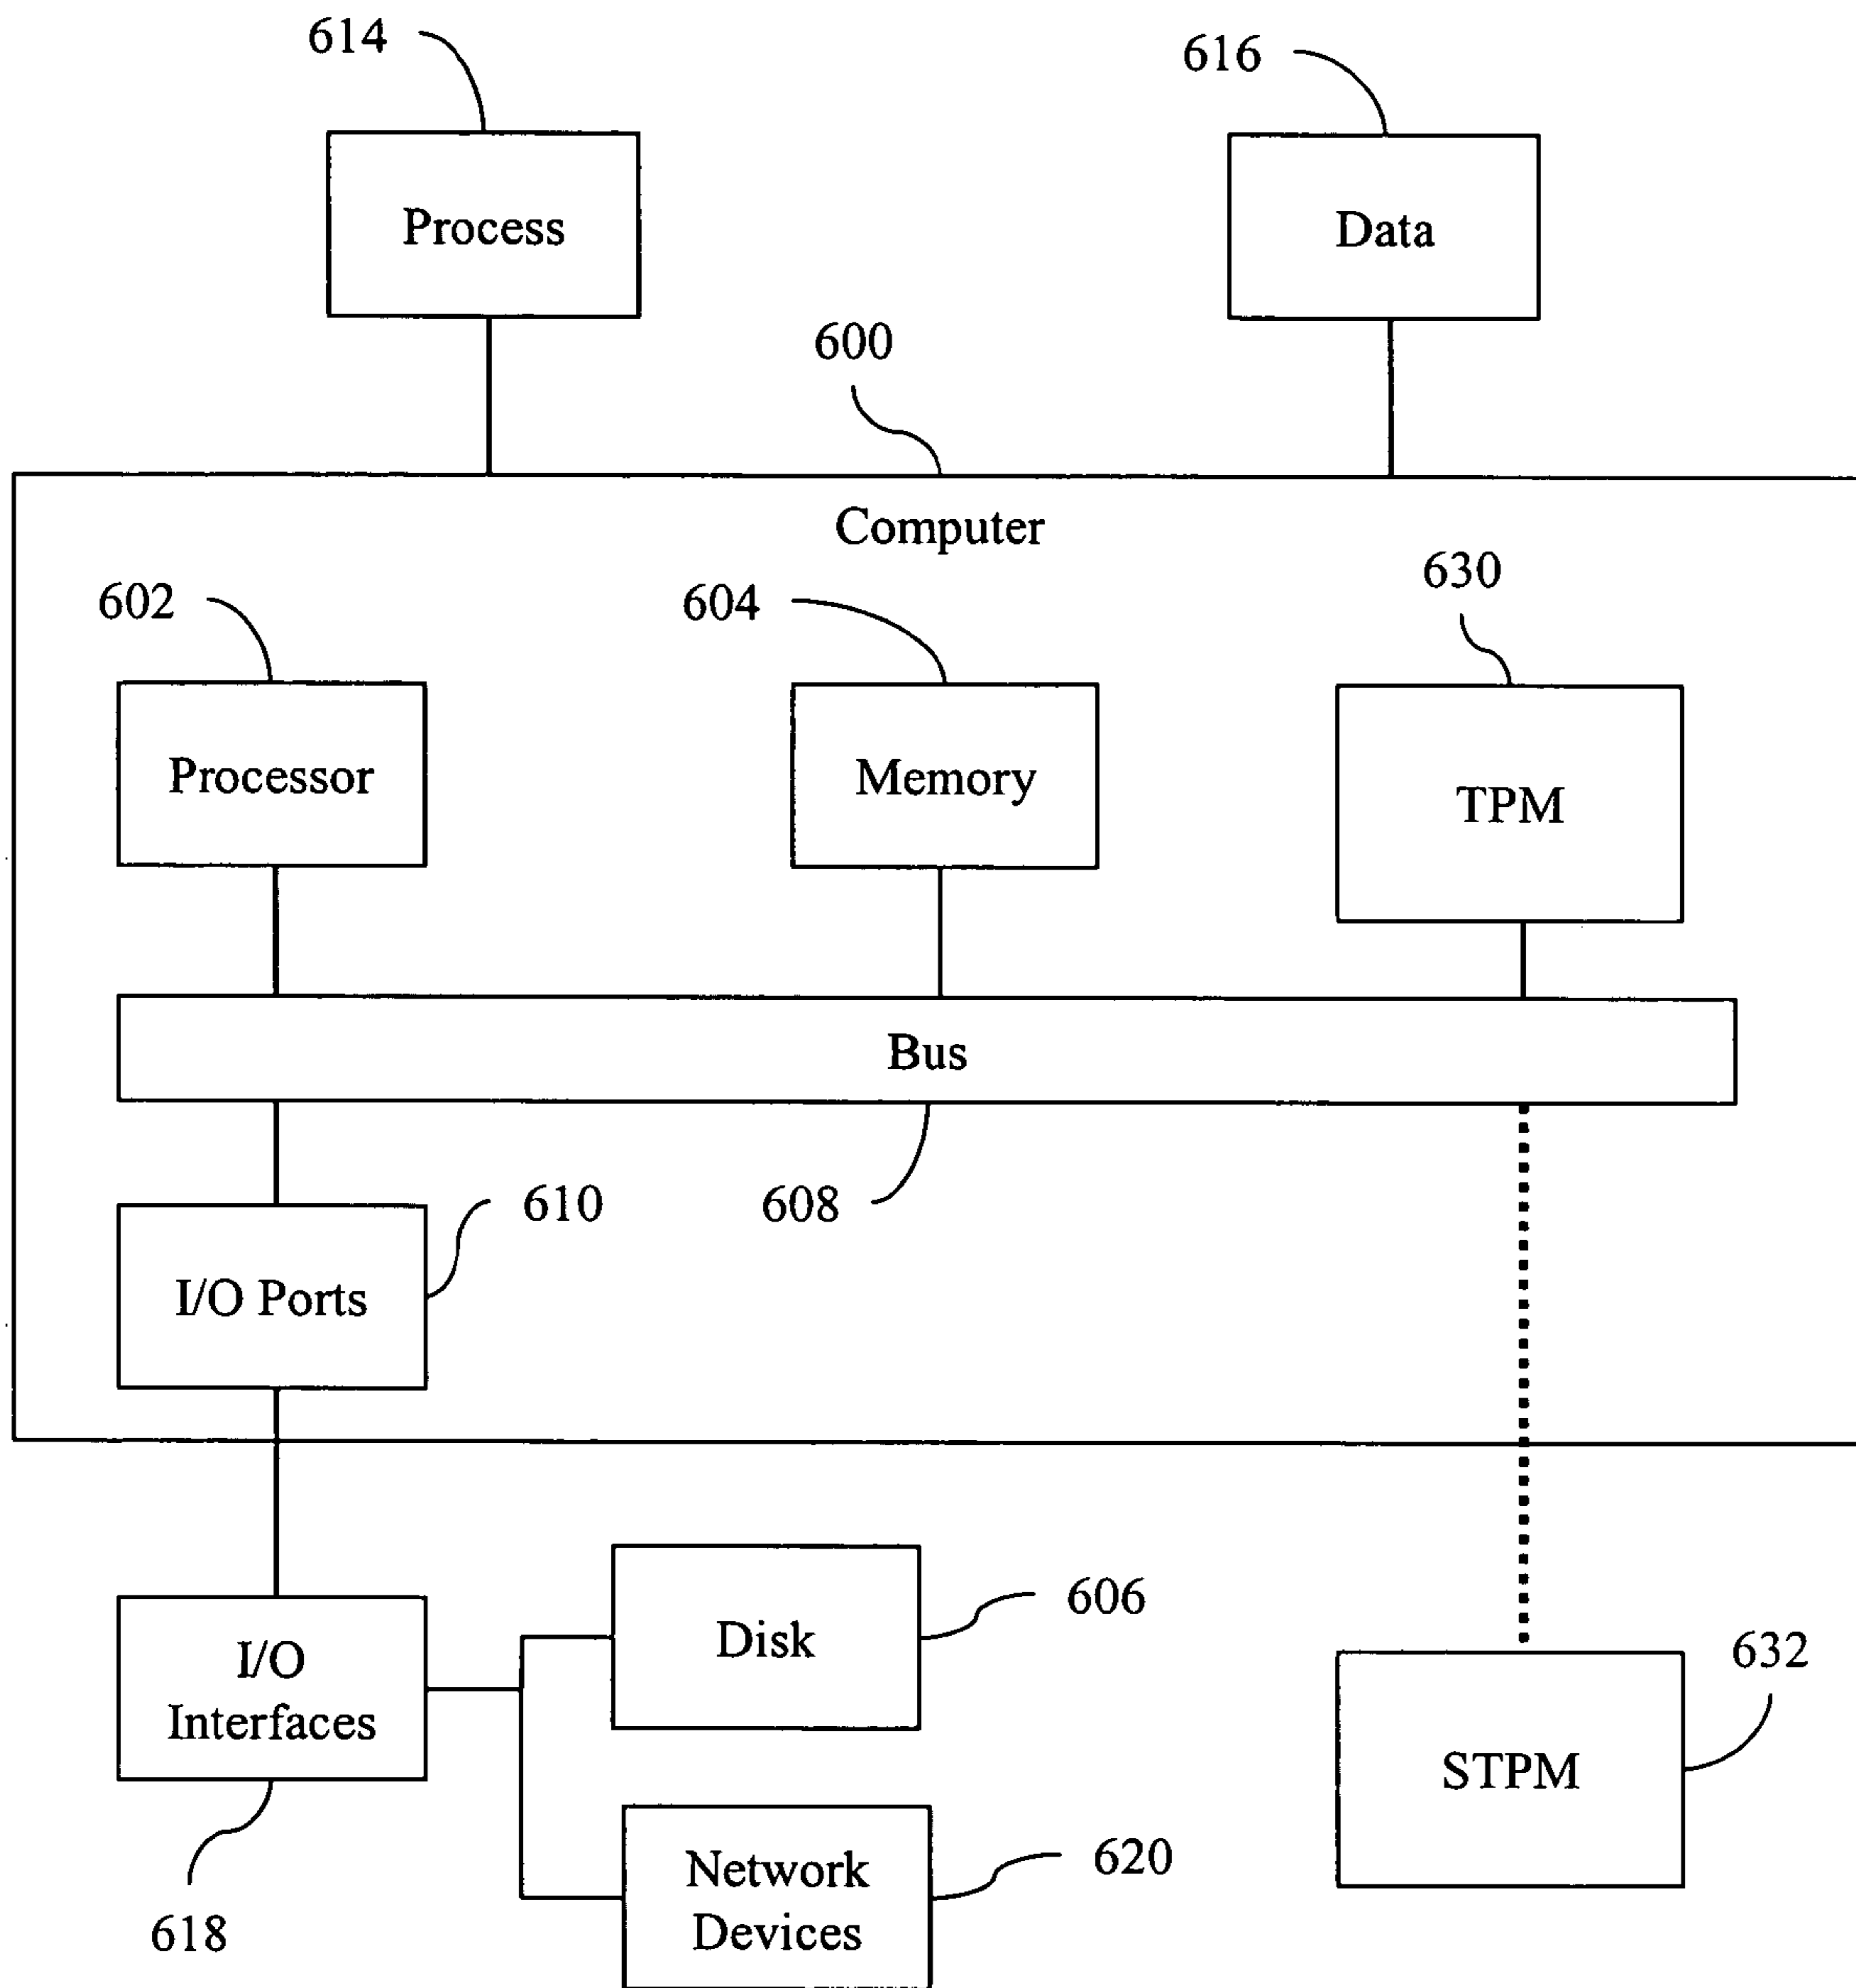 614
616
Process
Data
600
Computer
602
604
630
Processor
Memory
TPM
Bus
610
608
I/O Ports
606
Disk
I/O
Interfaces
632
STPM
620
Network
Devices
618